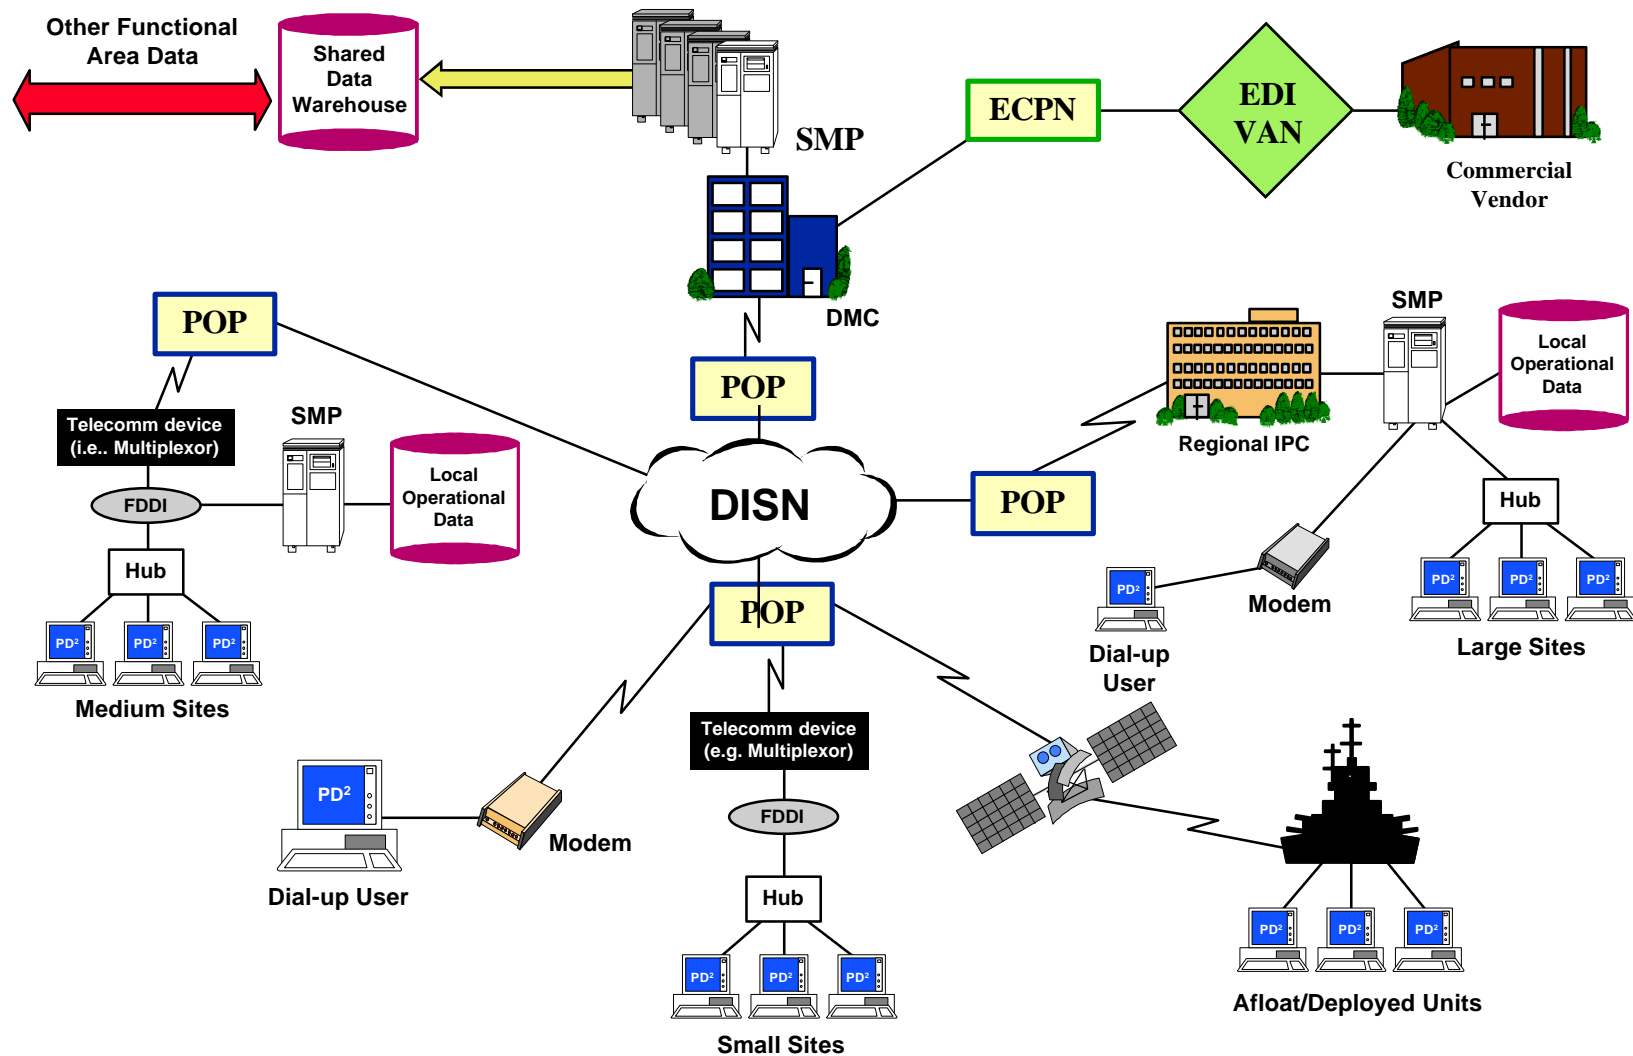 Other Functional
Area Data
Shared
Data
Warehouse
SMP
ECPN
EDI
VAN
Commercial
Vendor
DMC
POP
POP
SMP
Local
Operational
Data
Regional IPC
Telecomm device
(i.e.. Multiplexor)
SMP
FDDI
Local
Operational
Data
DISN
POP
Hub
Hub
PD²
PD²
PD²
Medium Sites
POP
PD²
Modem
Dial-up
User
PD²
PD²
PD²
Large Sites
Telecomm device
(e.g. Multiplexor)
PD²
Modem
Dial-up User
FDDI
Hub
PD²
PD²
PD²
Small Sites
PD²
PD²
PD²
Afloat/Deployed Units